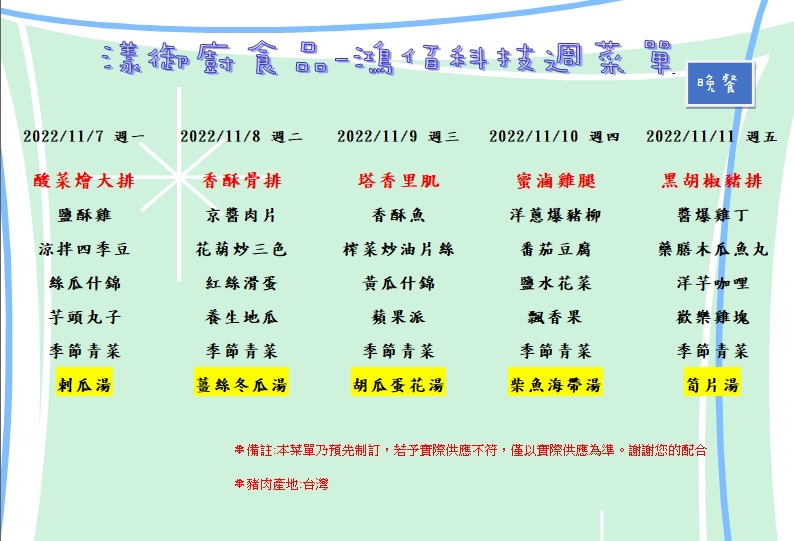 漾御廚食品-鴻佰科技週菜單
晚餐
2022/11/7 週一 2022/11/8 週二 2022/11/9 週三 2022/11/10 週四 2022/11/11 週五
酸菜燴大排 香酥骨排 塔香里肌 蜜滷雞腿 黑胡椒豬排
鹽酥雞 京醬肉片 香酥魚 洋蔥爆豬柳 醬爆雞丁
涼拌四季豆 花葫炒三色 榨菜炒油片絲 番茄豆腐 藥膳木瓜魚丸
絲瓜什錦 紅絲滑蛋 黃瓜什錦 鹽水花菜 洋芋咖哩
芋頭丸子 養生地瓜 蘋果派 飄香果 歡樂雞塊
季節青菜 季節青菜 季節青菜 季節青菜 季節青菜
刺瓜湯 薑絲冬瓜湯 胡瓜蛋花湯 柴魚海帶湯 筍片湯
*備註:本菜單乃預先制訂，若予實際供應不符，僅以實際供應為準。謝謝您的配合
*豬肉產地:台灣